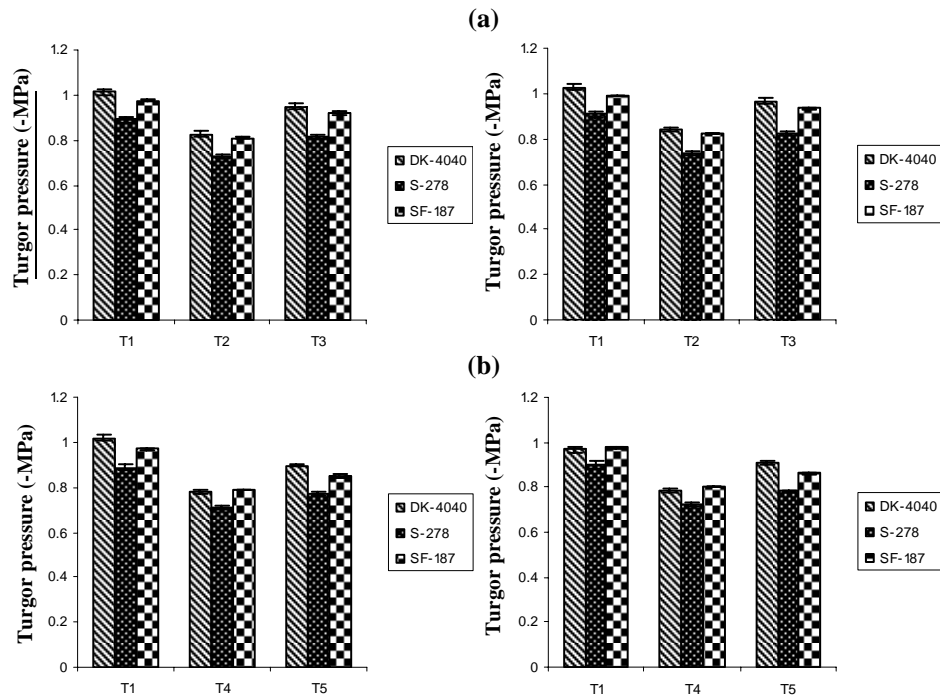 (a)
Turgor pressure (-MPa)
1.2
1
0.8
0.6
0.4
0.2
0
T1 T2 T3
DK-4040
S-278
SF-187
Turgor pressure (-MPa)
1.2
1
0.8
0.6
0.4
0.2
0
T1 T2 T3
DK-4040
S-278
SF-187
(b)
Turgor pressure (-MPa)
1.2
1
0.8
0.6
0.4
0.2
0
T1 T4 T5
DK-4040
S-278
SF-187
Turgor pressure (-MPa)
1.2
1
0.8
0.6
0.4
0.2
0
T1 T4 T5
DK-4040
S-278
SF-187